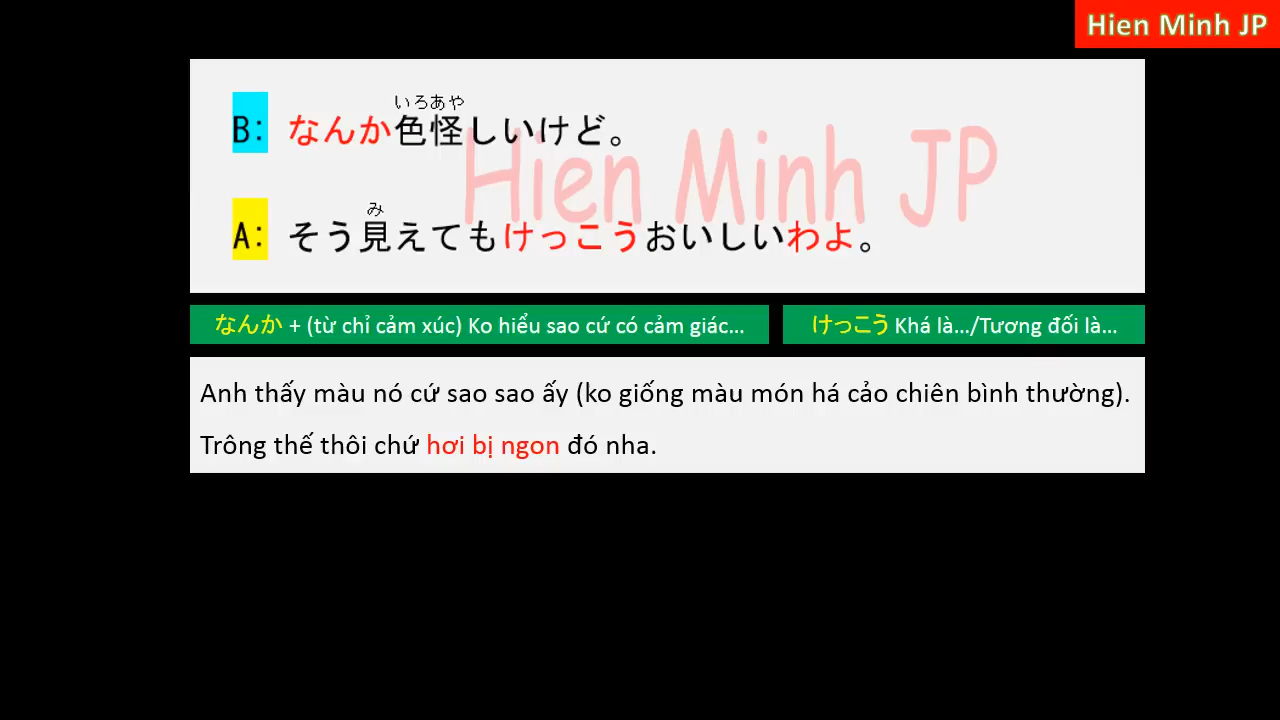 Hien Minh JP
いろあや
B: なんか色怪しいけど。
Hien Minh JP
み
A: そう見えてもけっこうおいしいわよ。
なんか + (từ chỉ cảm xúc) Ko hiểu sao cứ có cảm giác...
けっこう Khá là.../Tương đối là...
Anh thấy màu nó cứ sao sao ấy (ko giống màu món há cảo chiên bình thường).
Trông thế thôi chứ hơi bị ngon đó nha.